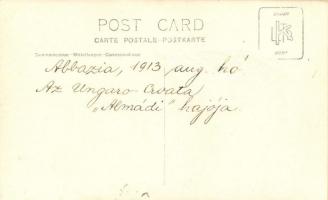 POST CARD
CARTE POSTALE-POSTKARTE
Abbazia, 1913, aug. hó
Az Ungaro Croata
„Almádi" hajója.